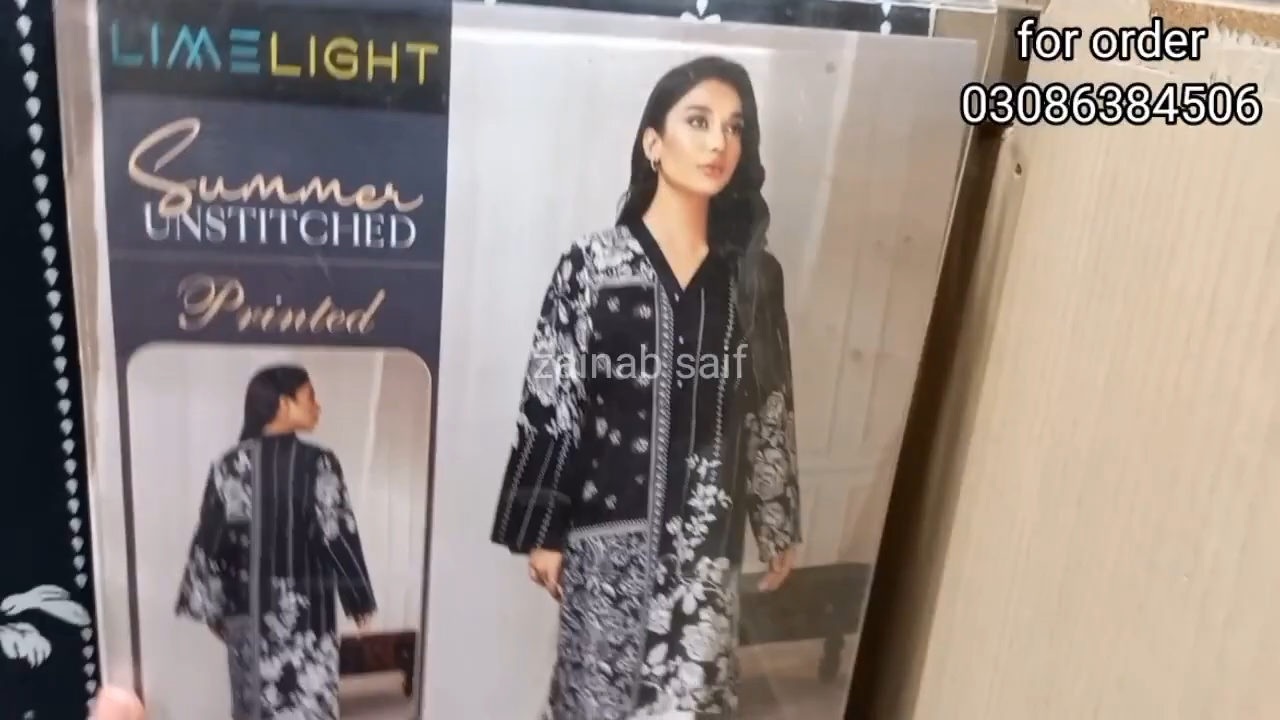 LIMELIGHT
Summer
UNSTITCHED
Printed
for order
03086384506
zainab saif